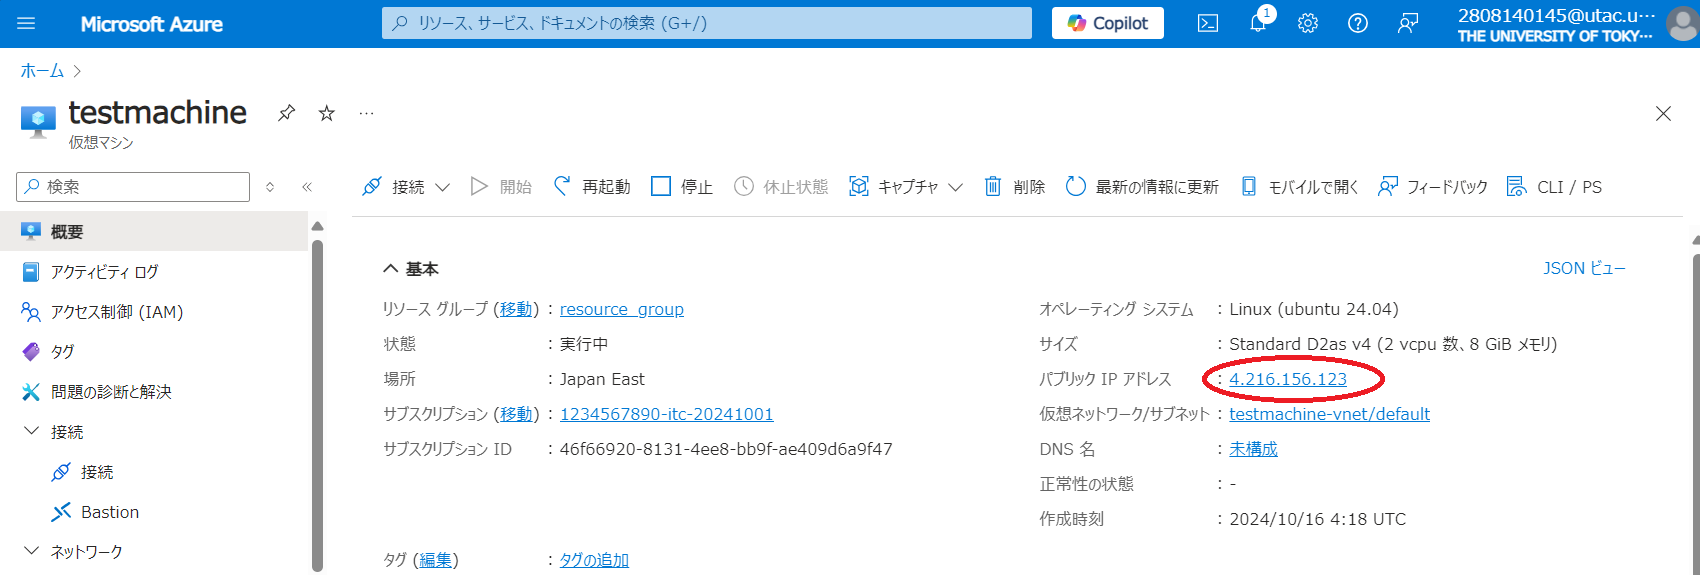 Microsoft Azure
リソース、サービス、ドキュメントの検索 (G+/)
Copilot
1
2808140145@utac.u…
THE UNIVERSITY OF TOKY…
ホーム
testmachine
仮想マシン
検索
接続
開始
再起動
停止
休止状態
キャプチャ
削除
最新の情報に更新
モバイルで開く
フィードバック
CLI / PS
概要
アクティビティ ログ
アクセス制御 (IAM)
タグ
問題の診断と解決
接続
接続
Bastion
ネットワーク
基本
JSON ビュー
リソース グループ (移動) : resource_group
状態 : 実行中
場所 : Japan East
サブスクリプション (移動) : 1234567890-itc-20241001
サブスクリプション ID : 46f66920-8131-4ee8-bb9f-ae409d6a9f47
オペレーティング システム : Linux (ubuntu 24.04)
サイズ : Standard D2as v4 (2 vcpu 数、8 GiB メモリ)
パブリック IP アドレス : 4.216.156.123
仮想ネットワーク/サブネット : testmachine-vnet/default
DNS 名 : 未構成
正常性の状態 : -
作成時刻 : 2024/10/16 4:18 UTC
タグ (編集) : タグの追加